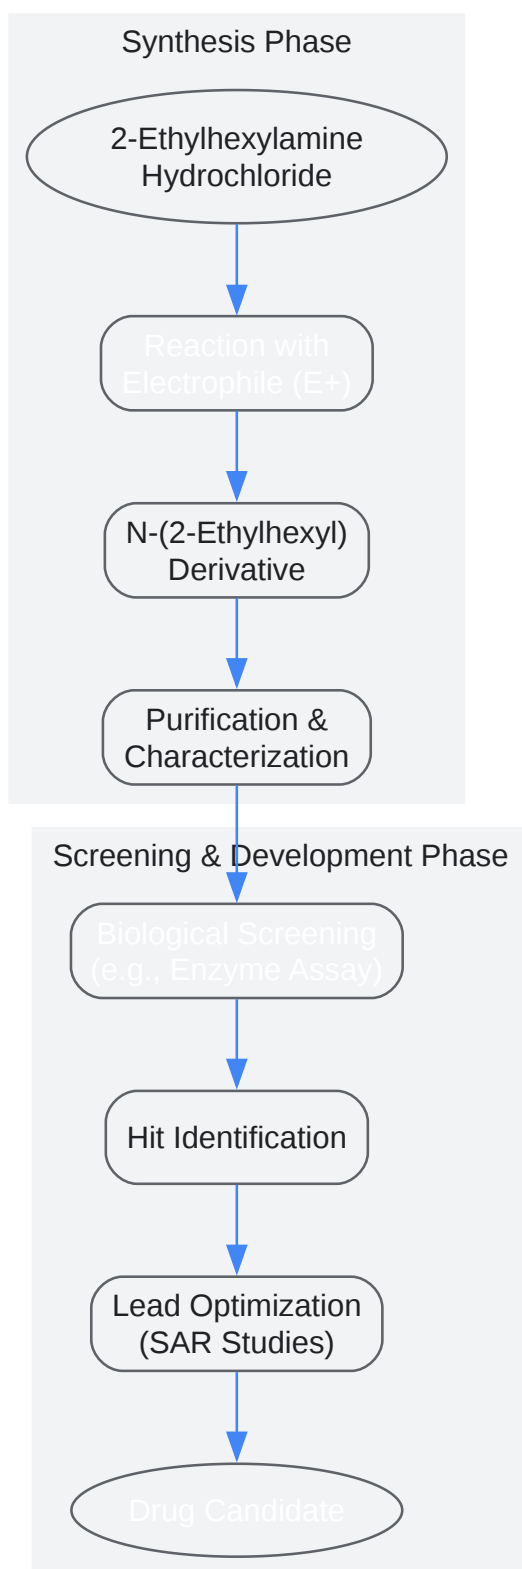 Synthesis Phase
2-Ethylhexylamine
Hydrochloride
Reaction with
Electrophile (E+)
N-(2-Ethylhexyl)
Derivative
Purification &
Characterization
Screening & Development Phase
Biological Screening
(e.g., Enzyme Assay)
Hit Identification
Lead Optimization
(SAR Studies)
Drug Candidate